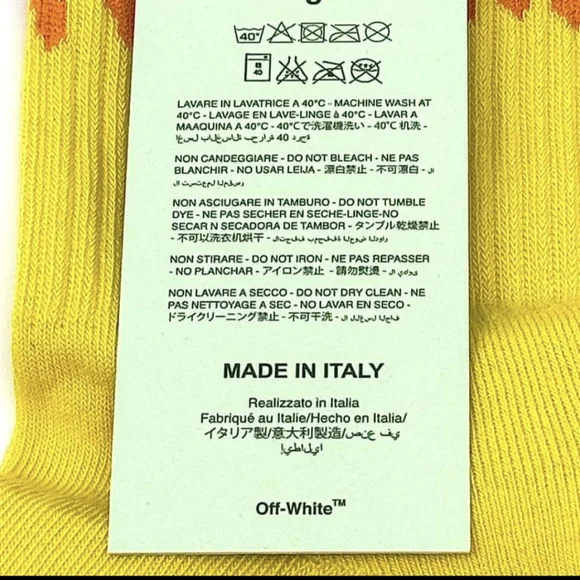 40°
40
LAVARE IN LAVATRICE A 40°C - MACHINE WASH AT
40°C - LAVAGE EN LAVE-LINGE à 40°C - LAVAR A
MAAQUINA A 40°C - 40°Cで洗濯機洗い - 40°C 机洗 -
NON CANDEGGIARE - DO NOT BLEACH - NE PAS
BLANCHIR - NO USAR LEIJA - 漂白禁止 - 不可漂白 -
NON ASCIUGARE IN TAMBURO - DO NOT TUMBLE
DYE - NE PAS SECHER EN SECHE-LINGE-NO
SECAR N SECADORA DE TAMBOR - タンブル乾燥禁止
- 不可以洗衣机烘干 -
NON STIRARE - DO NOT IRON - NE PAS REPASSER
- NO PLANCHAR - アイロン禁止 - 請勿熨燙 -
NON LAVARE A SECCO - DO NOT DRY CLEAN - NE
PAS NETTOYAGE A SEC - NO LAVAR EN SECO -
ドライクリーニング禁止 - 不可干洗 -
MADE IN ITALY
Realizzato in Italia
Fabriqué au Italie/Hecho en Italia/
イタリア製/意大利製造/صنع في
إيطاليا
Off-White™